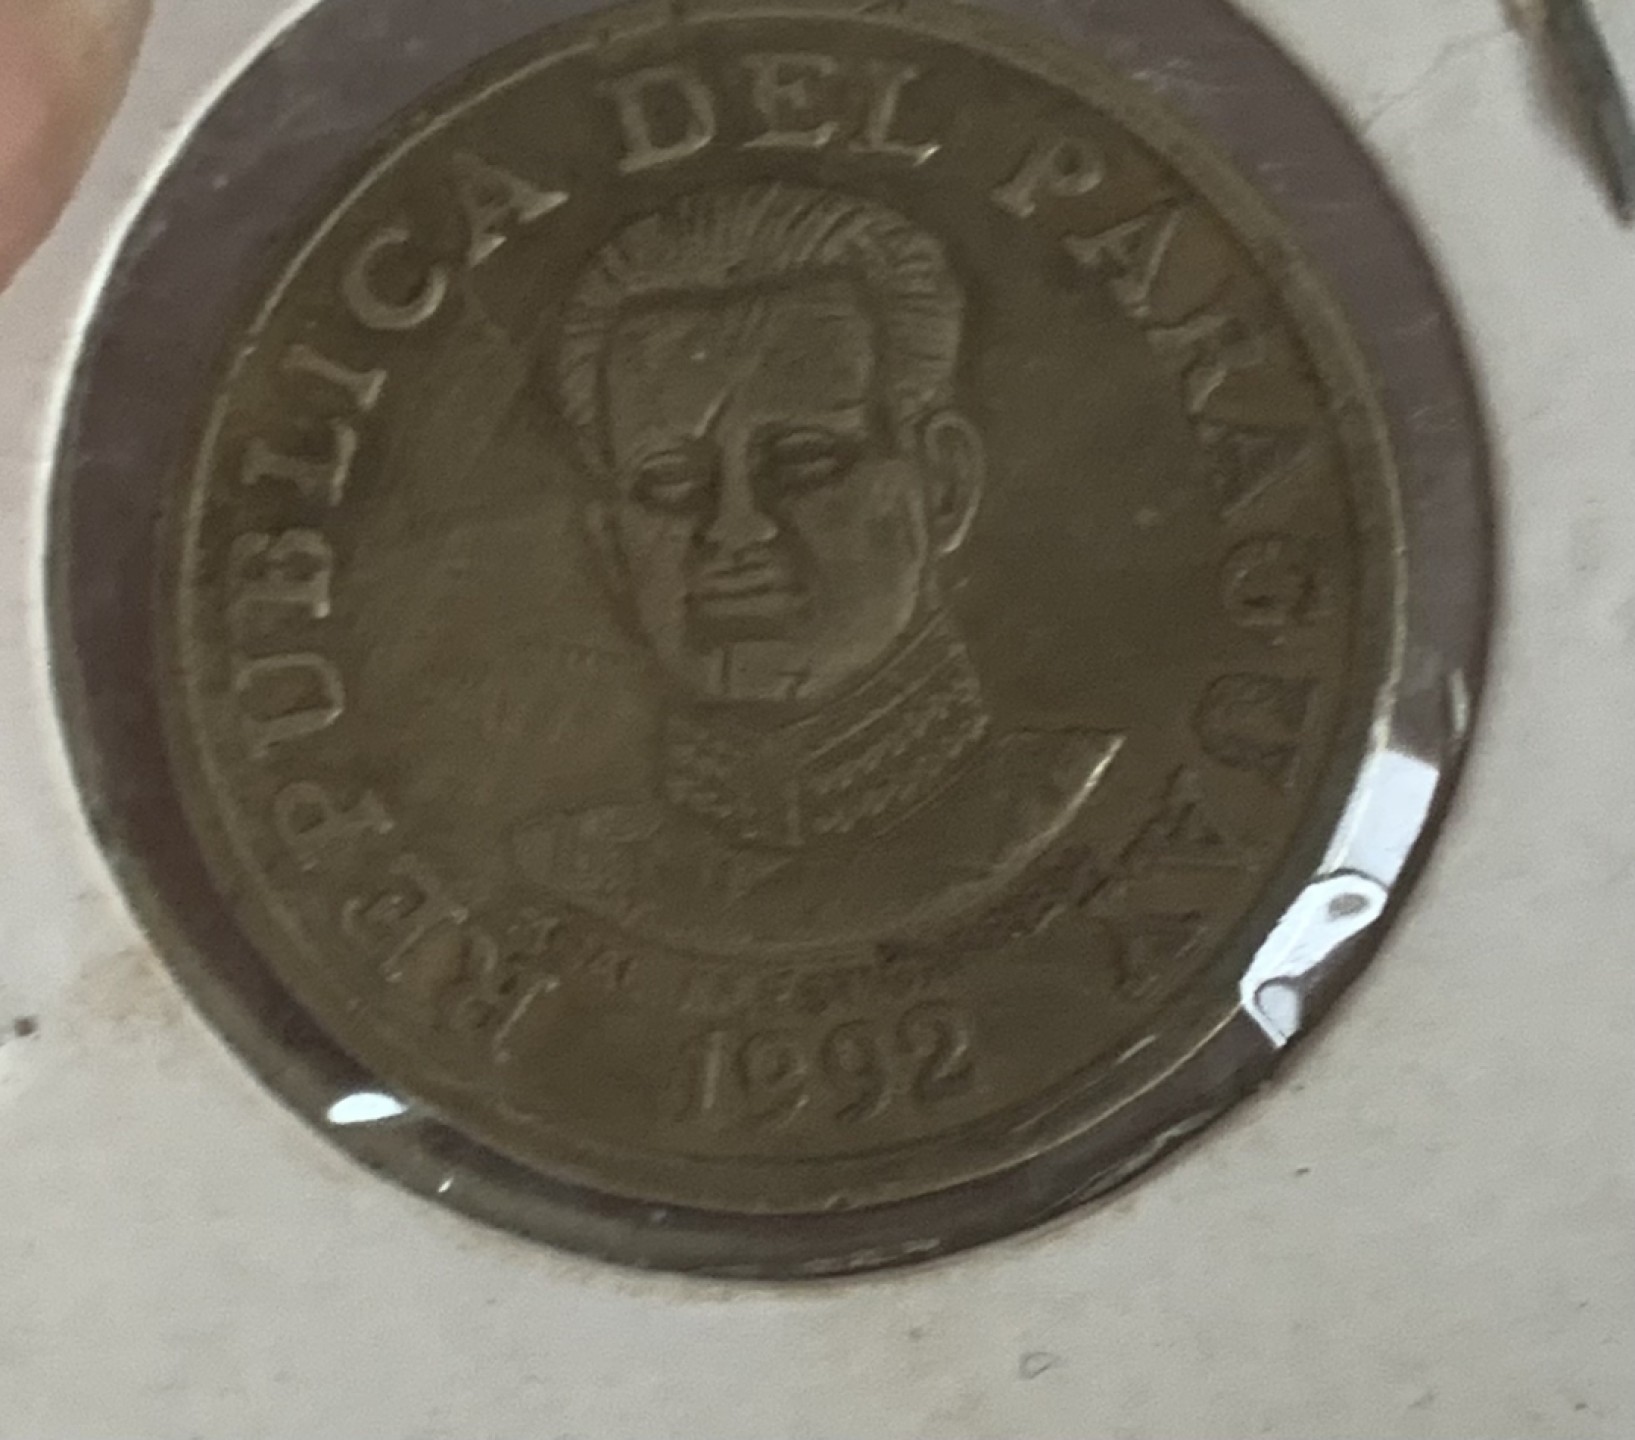 REPUBLICA DEL PARAGUAY
1992